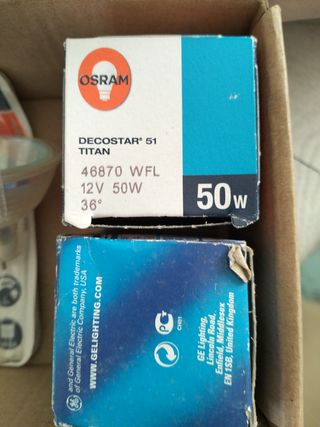 OSRAM
DECOSTAR® 51
TITAN
46870 WFL
12V 50W
36°
50W
and General Electric are both trademarks
of General Electric Company, USA
WWW.GELIGHTING.COM
GE Lighting,
Lincoln Road,
Enfield, Middlesex
EN 1SB, United Kingdom